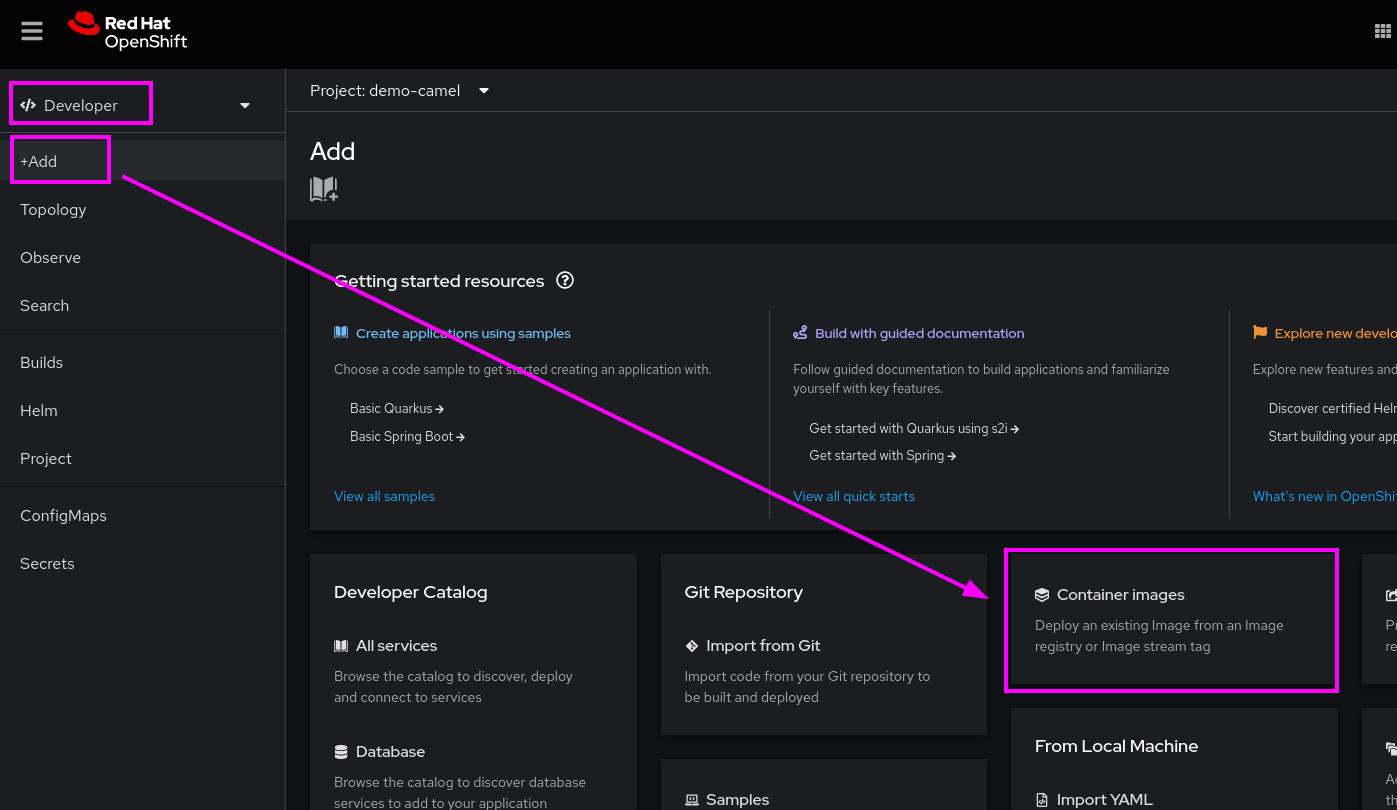 Red Hat
OpenShift
Developer
+Add
Topology
Observe
Search
Builds
Helm
Project
ConfigMaps
Secrets
Project: demo-camel
Add
Getting started resources
Create applications using samples
Choose a code sample to get started creating an application with.
Basic Quarkus
Basic Spring Boot
View all samples
Build with guided documentation
Follow guided documentation to build applications and familiarize
yourself with key features.
Get started with Quarkus using s2i
Get started with Spring
View all quick starts
Explore new develo
Explore new features and
Discover certified Helm
Start building your app
What's new in OpenShif
Developer Catalog
All services
Browse the catalog to discover, deploy
and connect to services
Database
Browse the catalog to discover database
services to add to your application
Git Repository
Import from Git
Import code from your Git repository to
be built and deployed
Samples
Container images
Deploy an existing Image from an Image
registry or Image stream tag
From Local Machine
Import YAML